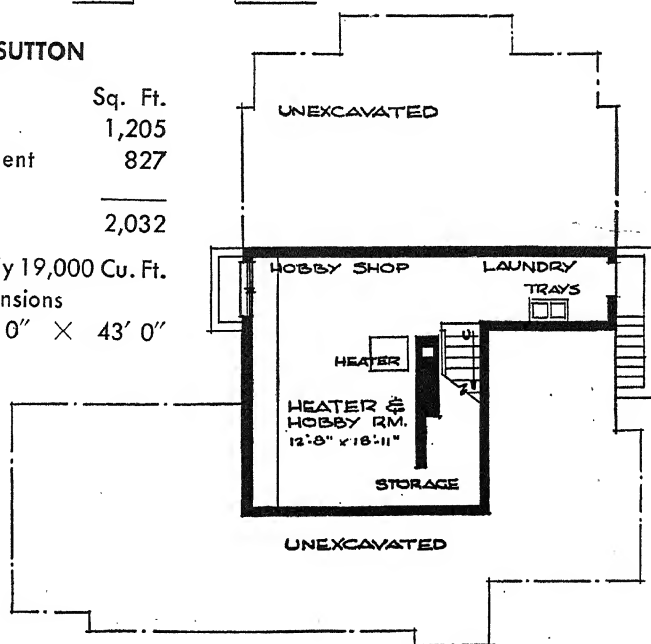 SUTTON
Sq. Ft.
1,205
ent 827
2,032
y 19,000 Cu. Ft.
nsions
0" × 43' 0"
UNEXCAVATED
HOBBY SHOP
LAUNDRY
TRAYS
UP
HEATER
HEATER &
HOBBY RM.
12'-8" x 18'-11"
STORAGE
UNEXCAVATED